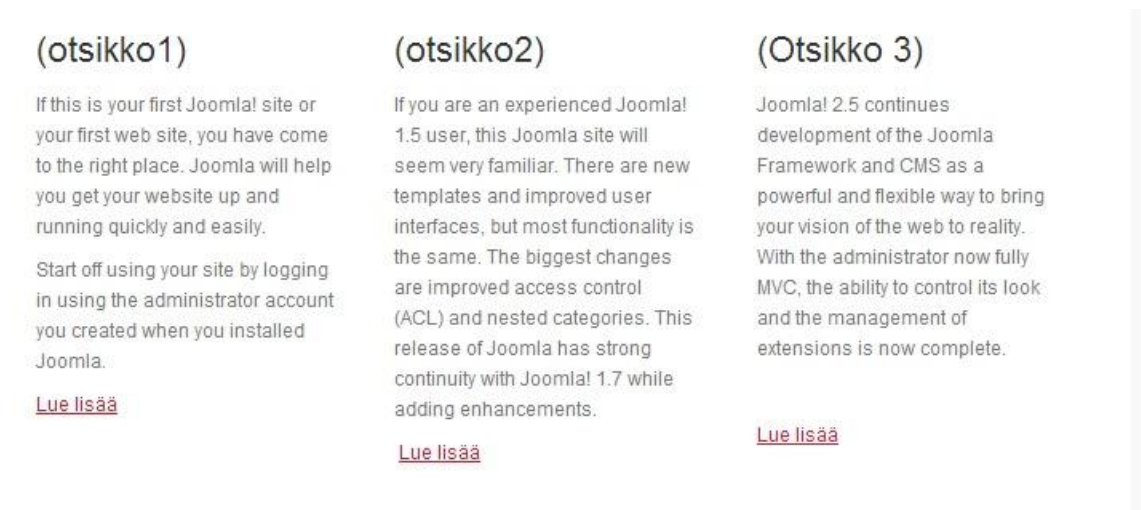 (otsikko1)
If this is your first Joomla! site or
your first web site, you have come
to the right place. Joomla will help
you get your website up and
running quickly and easily.
Start off using your site by logging
in using the administrator account
you created when you installed
Joomla.
Lue lisää
(otsikko2)
If you are an experienced Joomla!
1.5 user, this Joomla site will
seem very familiar. There are new
templates and improved user
interfaces, but most functionality is
the same. The biggest changes
are improved access control
(ACL) and nested categories. This
release of Joomla has strong
continuity with Joomla! 1.7 while
adding enhancements.
Lue lisää
(Otsikko 3)
Joomla! 2.5 continues
development of the Joomla
Framework and CMS as a
powerful and flexible way to bring
your vision of the web to reality.
With the administrator now fully
MVC, the ability to control its look
and the management of
extensions is now complete.
Lue lisää